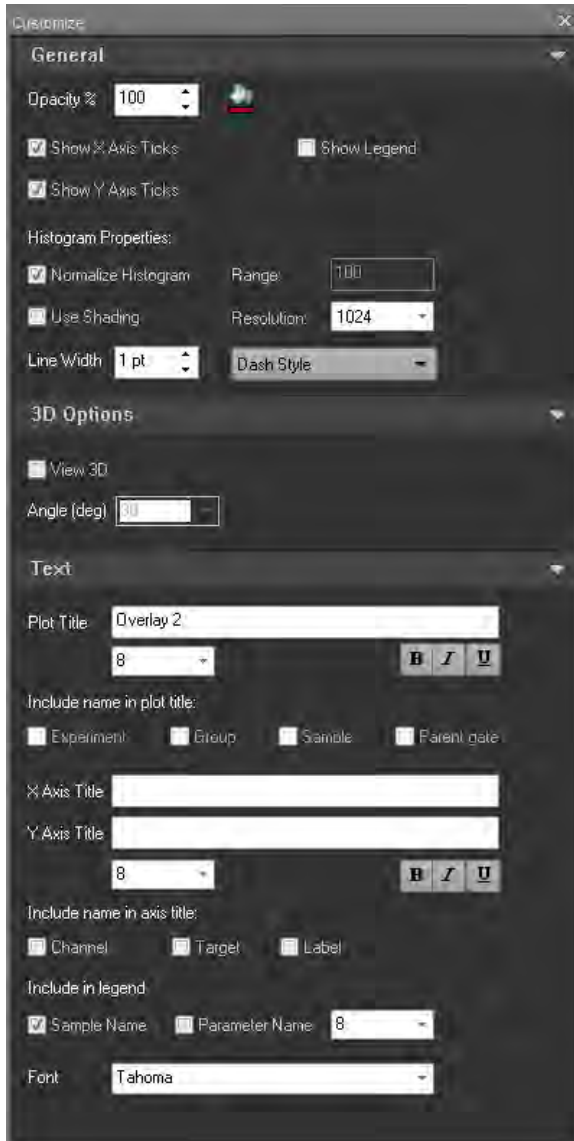 Customize
General
Opacity % 100
Show X Axis Ticks Show Legend
Show Y Axis Ticks
Histogram Properties:
Normalize Histogram Range: 100
Use Shading Resolution: 1024
Line Width 1 pt Dash Style
3D Options
View 3D
Angle (deg) 30
Text
Plot Title Overlay 2
8 B I U
Include name in plot title:
Experiment Group Sample Parent gate
X Axis Title
Y Axis Title
8 B I U
Include name in axis title:
Channel Target Label
Include in legend
Sample Name Parameter Name 8
Font Tahoma